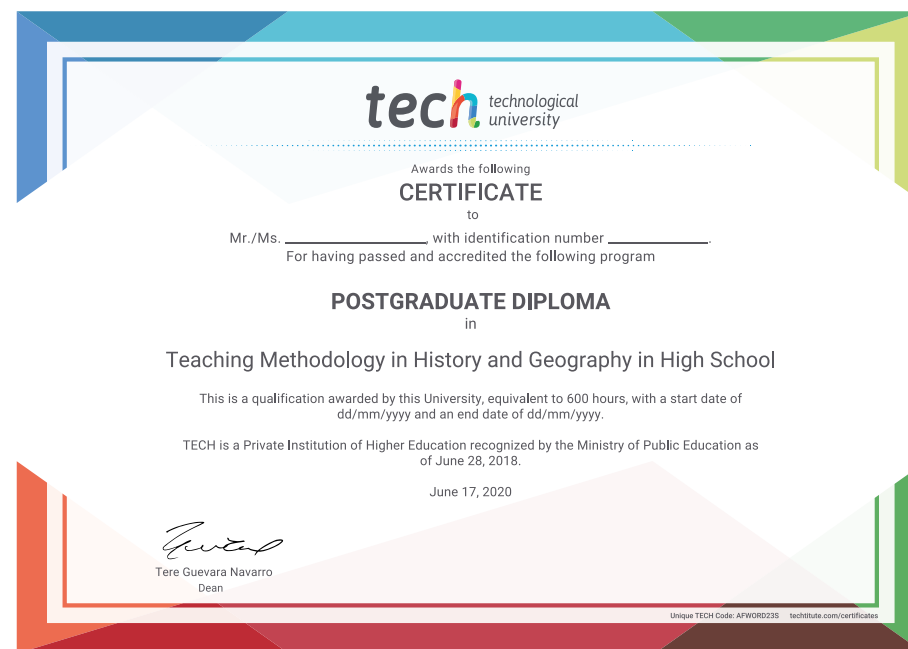 tech technological
university
Awards the following
CERTIFICATE
to
Mr./Ms. ____________________, with identification number ______________.
For having passed and accredited the following program
POSTGRADUATE DIPLOMA
in
Teaching Methodology in History and Geography in High School
This is a qualification awarded by this University, equivalent to 600 hours, with a start date of
dd/mm/yyyy and an end date of dd/mm/yyyy.
TECH is a Private Institution of Higher Education recognized by the Ministry of Public Education as
of June 28, 2018.
June 17, 2020
Tere Guevara Navarro
Dean
Unique TECH Code: AFWORD23S techtitute.com/certificates